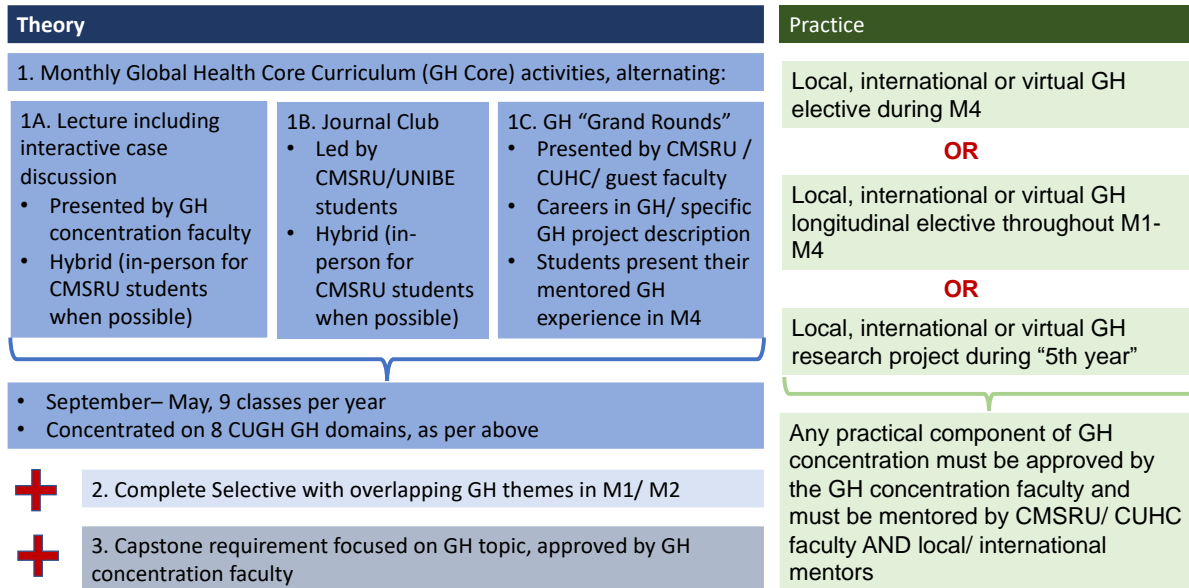 Theory
1. Monthly Global Health Core Curriculum (GH Core) activities, alternating:
1A. Lecture including
interactive case
discussion
• Presented by GH
concentration faculty
• Hybrid (in-person for
CMSRU students
when possible)
1B. Journal Club
• Led by
CMSRU/UNIBE
students
• Hybrid (in-
person for
CMSRU students
when possible)
1C. GH “Grand Rounds”
• Presented by CMSRU /
CUHC/ guest faculty
• Careers in GH/ specific
GH project description
• Students present their
mentored GH
experience in M4
• September– May, 9 classes per year
• Concentrated on 8 CUGH GH domains, as per above
2. Complete Selective with overlapping GH themes in M1/ M2
3. Capstone requirement focused on GH topic, approved by GH
concentration faculty
Practice
Local, international or virtual GH
elective during M4
OR
Local, international or virtual GH
longitudinal elective throughout M1-
M4
OR
Local, international or virtual GH
research project during “5th year”
Any practical component of GH
concentration must be approved by
the GH concentration faculty and
must be mentored by CMSRU/ CUHC
faculty AND local/ international
mentors